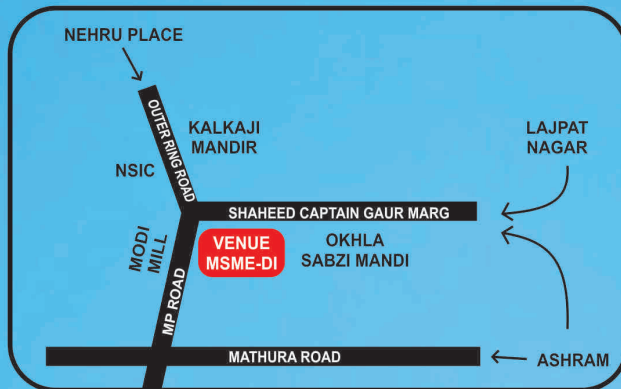 NEHRU PLACE
OUTER RING ROAD
KALKAJI
MANDIR
LAJPAT
NAGAR
NSIC
SHAHEED CAPTAIN GAUR MARG
MODI
MILL
VENUE
MSME-DI
OKHLA
SABZI MANDI
MP ROAD
MATHURA ROAD
ASHRAM